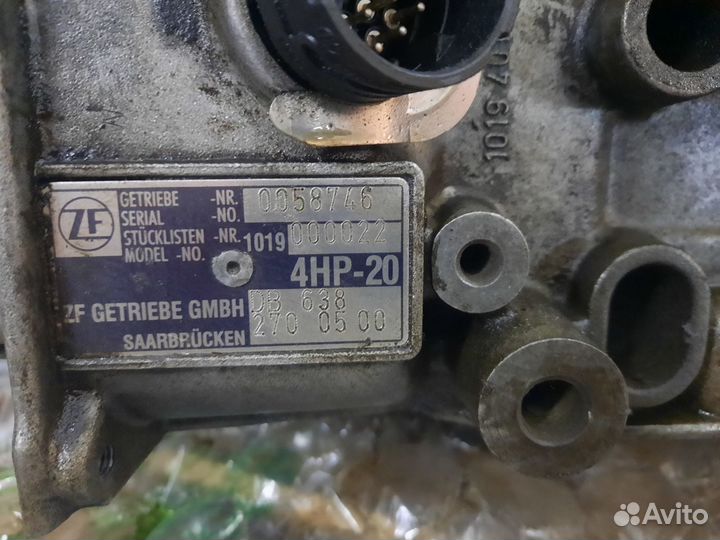 1019 401
ZF
GETRIEBE -NR. 0058746
SERIAL -NO.
STÜCKLISTEN -NR. 1019 000022
MODEL -NO.
4HP-20
ZF GETRIEBE GMBH DB 638
SAARBRÜCKEN 270 05 00
Avito